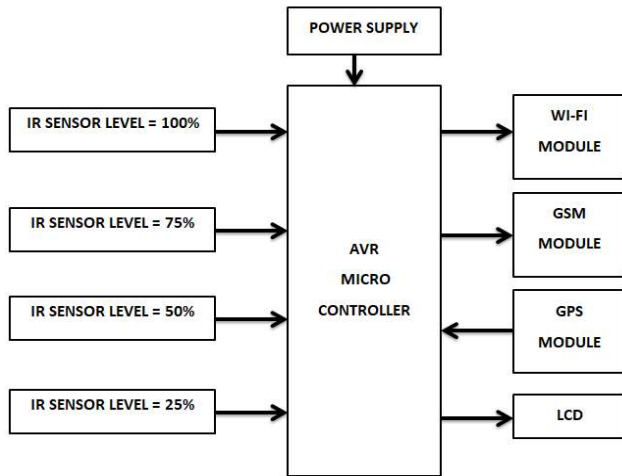 POWER SUPPLY
IR SENSOR LEVEL = 100%
IR SENSOR LEVEL = 75%
IR SENSOR LEVEL = 50%
IR SENSOR LEVEL = 25%
AVR
MICRO
CONTROLLER
WI-FI
MODULE
GSM
MODULE
GPS
MODULE
LCD